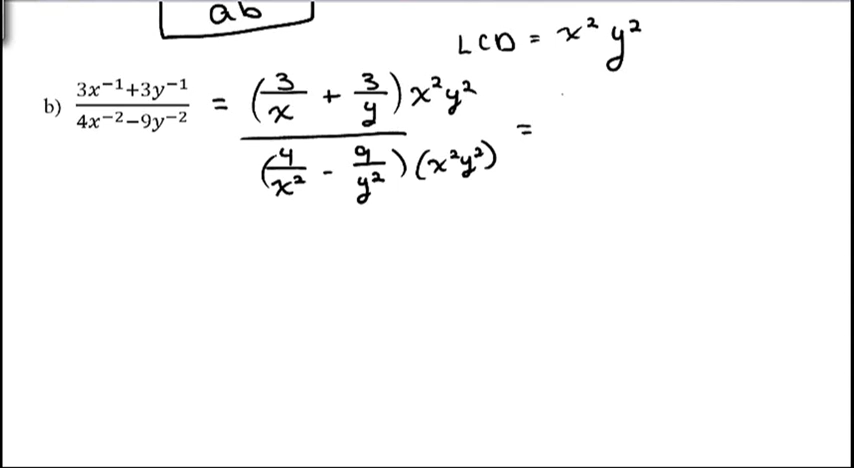 ab
LCD = x² y²
b) 3x⁻¹+3y⁻¹ / 4x⁻²−9y⁻² = (3/x + 3/y) x²y² / (4/x² - 9/y²) (x²y²) =